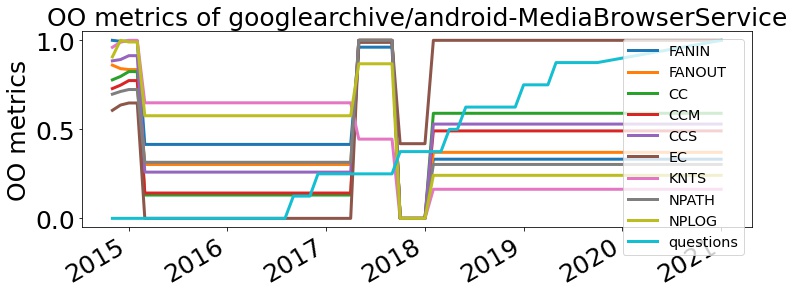 OO metrics of googlearchive/android-MediaBrowserService
OO metrics
1.0
0.5
0.0
2015
2016
2017
2018
2019
2020
2021
FANIN
FANOUT
CC
CCM
CCS
EC
KNTS
NPATH
NPLOG
questions